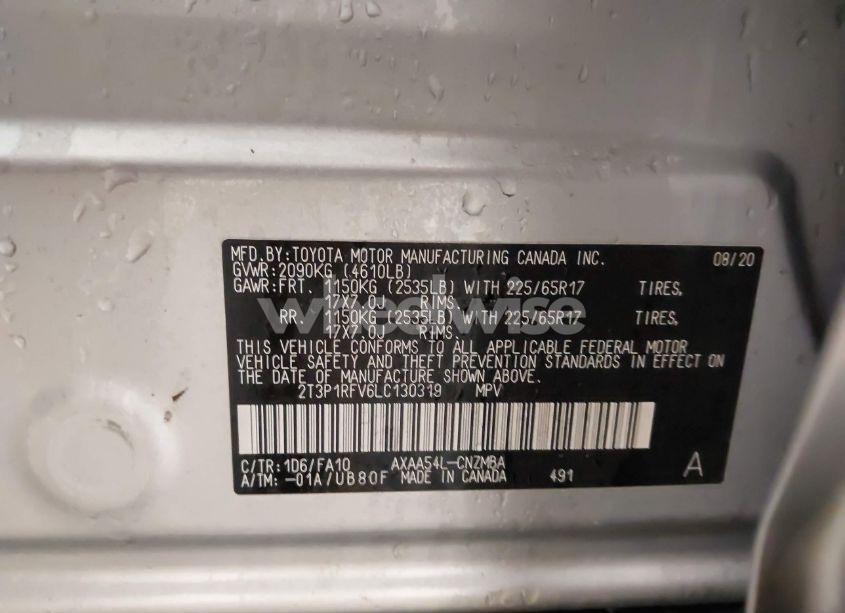 MFD.BY:TOYOTA MOTOR MANUFACTURING CANADA INC. 08/20
GVWR:2090KG (4610LB)
GAWR:FRT. 1150KG (2535LB) WITH 225/65R17 TIRES,
17X7.0J RIMS.
RR. 1150KG (2535LB) WITH 225/65R17 TIRES,
17X7.0J RIMS.
THIS VEHICLE CONFORMS TO ALL APPLICABLE FEDERAL MOTOR
VEHICLE SAFETY AND THEFT PREVENTION STANDARDS IN EFFECT ON
THE DATE OF MANUFACTURE SHOWN ABOVE.
2T3P1RFV6LC130319 MPV
C/TR:1D6/FA10 AXAA54L-CNZMBA
A/TM:-01A/UB80F MADE IN CANADA 491 A